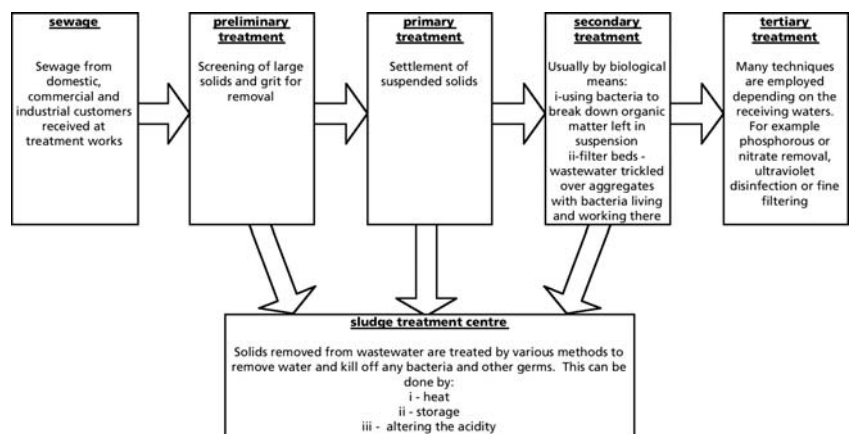 sewage
Sewage from
domestic,
commercial and
industrial customers
received at
treatment works
preliminary
treatment
Screening of large
solids and grit for
removal
primary
treatment
Settlement of
suspended solids
secondary
treatment
Usually by biological
means:
i-using bacteria to
break down organic
matter left in
suspension
ii-filter beds -
wastewater trickled
over aggregates
with bacteria living
and working there
tertiary
treatment
Many techniques
are employed
depending on the
receiving waters.
For example
phosphorous or
nitrate removal,
ultraviolet
disinfection or fine
filtering
sludge treatment centre
Solids removed from wastewater are treated by various methods to
remove water and kill off any bacteria and other germs. This can be
done by:
i - heat
ii - storage
iii - altering the acidity